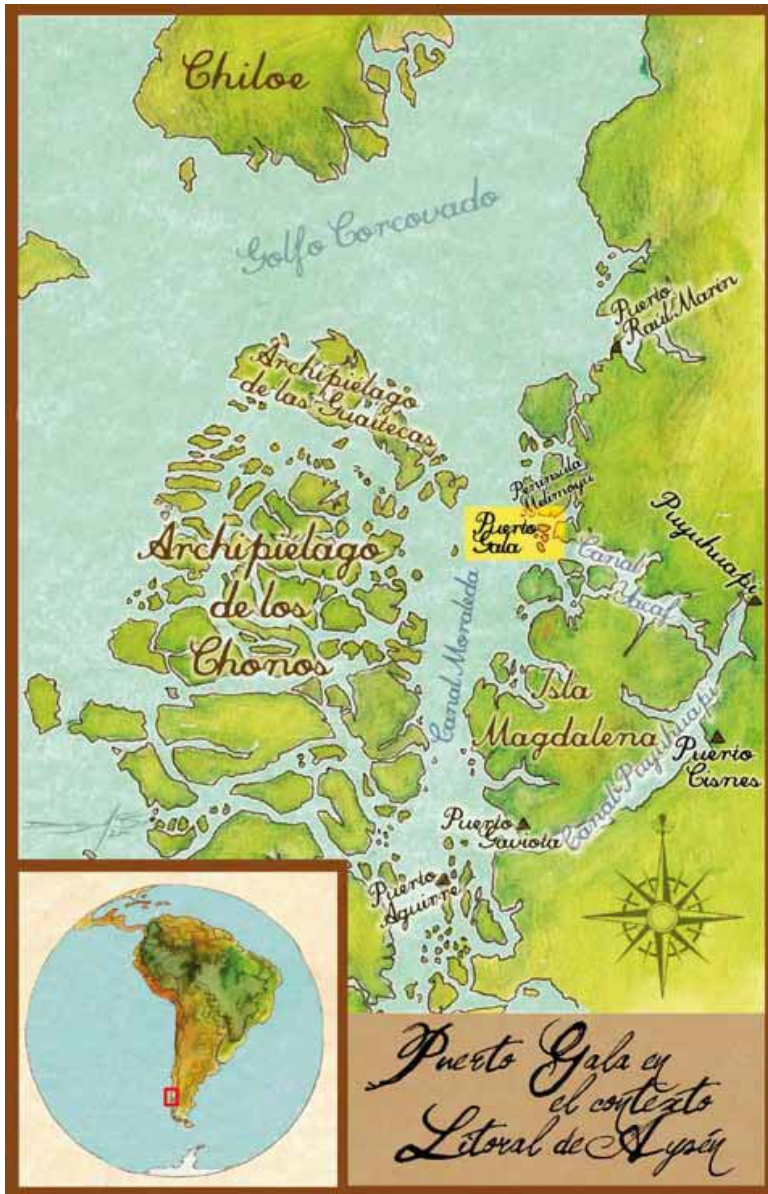 Chiloe
Golfo Corcovado
Puerto
Raúl Marín
Archipiélago
de las Guaitecas
Península
Melimoyu
Puerto
Gala
Puyuhuapi
Canal
Yacaf
Archipiélago
de los
Chonos
Canal Moraleda
Isla
Magdalena
Canal Puyuhuapi
Puerto
Cisnes
Puerto
Gaviota
Puerto
Aguirre
Puerto Gala en
el contexto
Litoral de Aysén